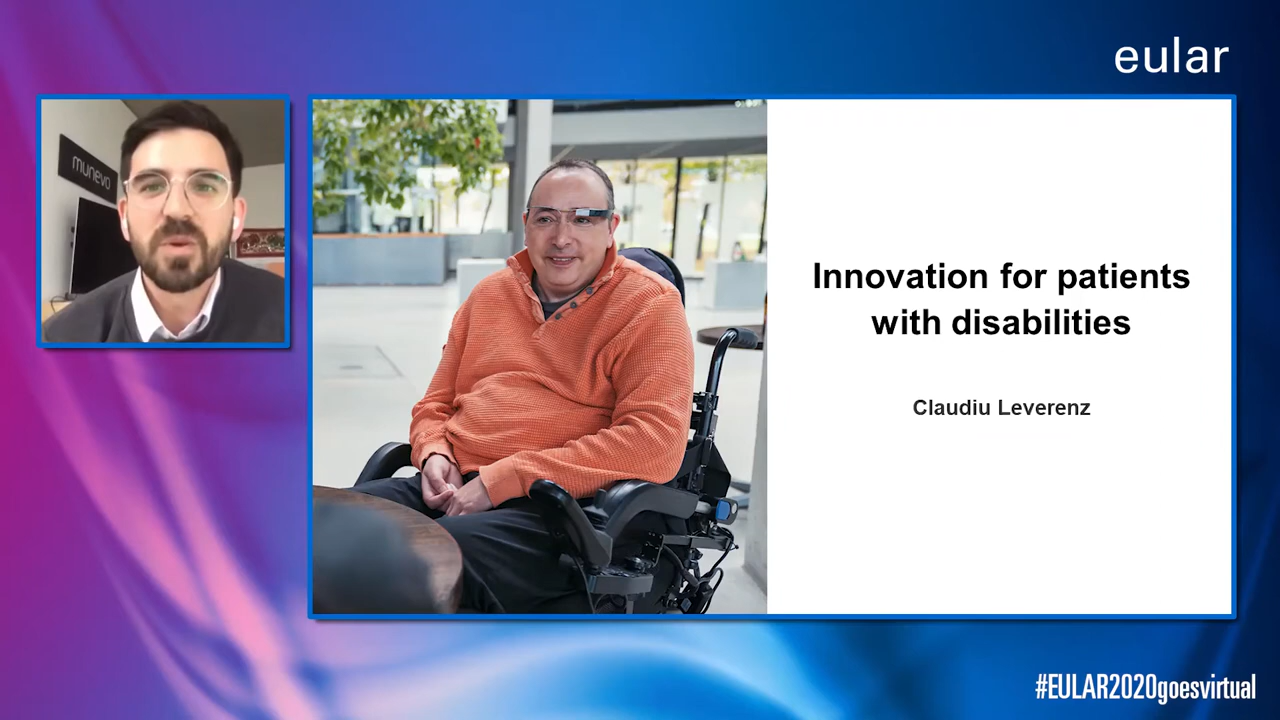 eular
munevo
Innovation for patients
with disabilities
Claudiu Leverenz
#EULAR2020goesvirtual